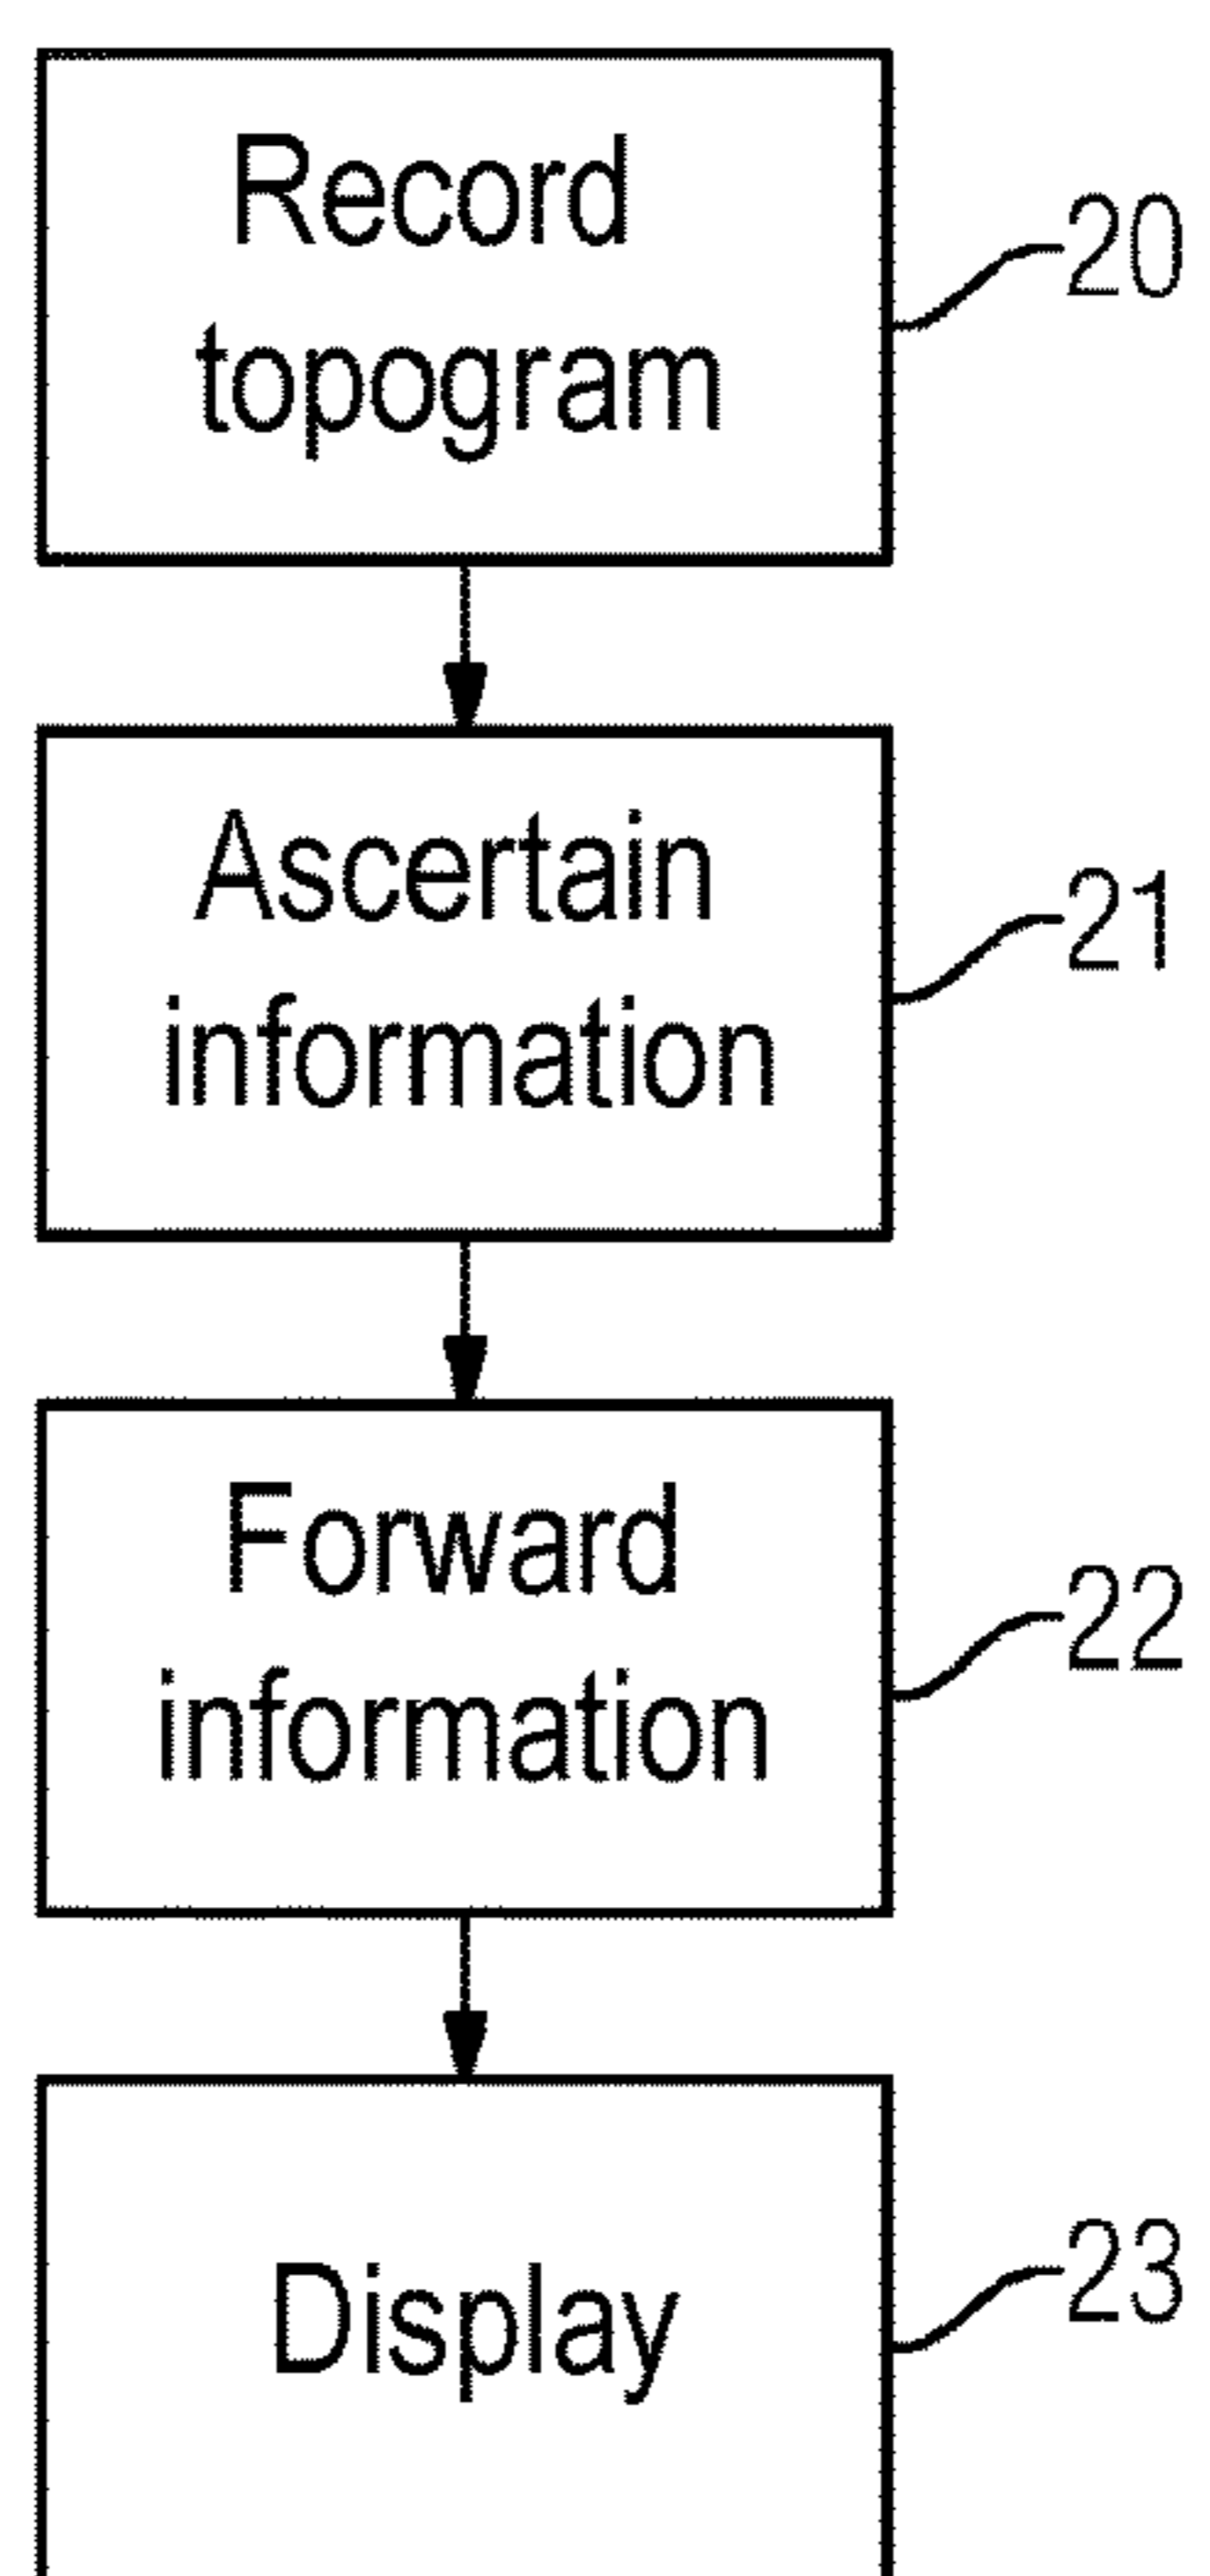 Record
topogram
20
Ascertain
information
21
Forward
information
22
Display
23